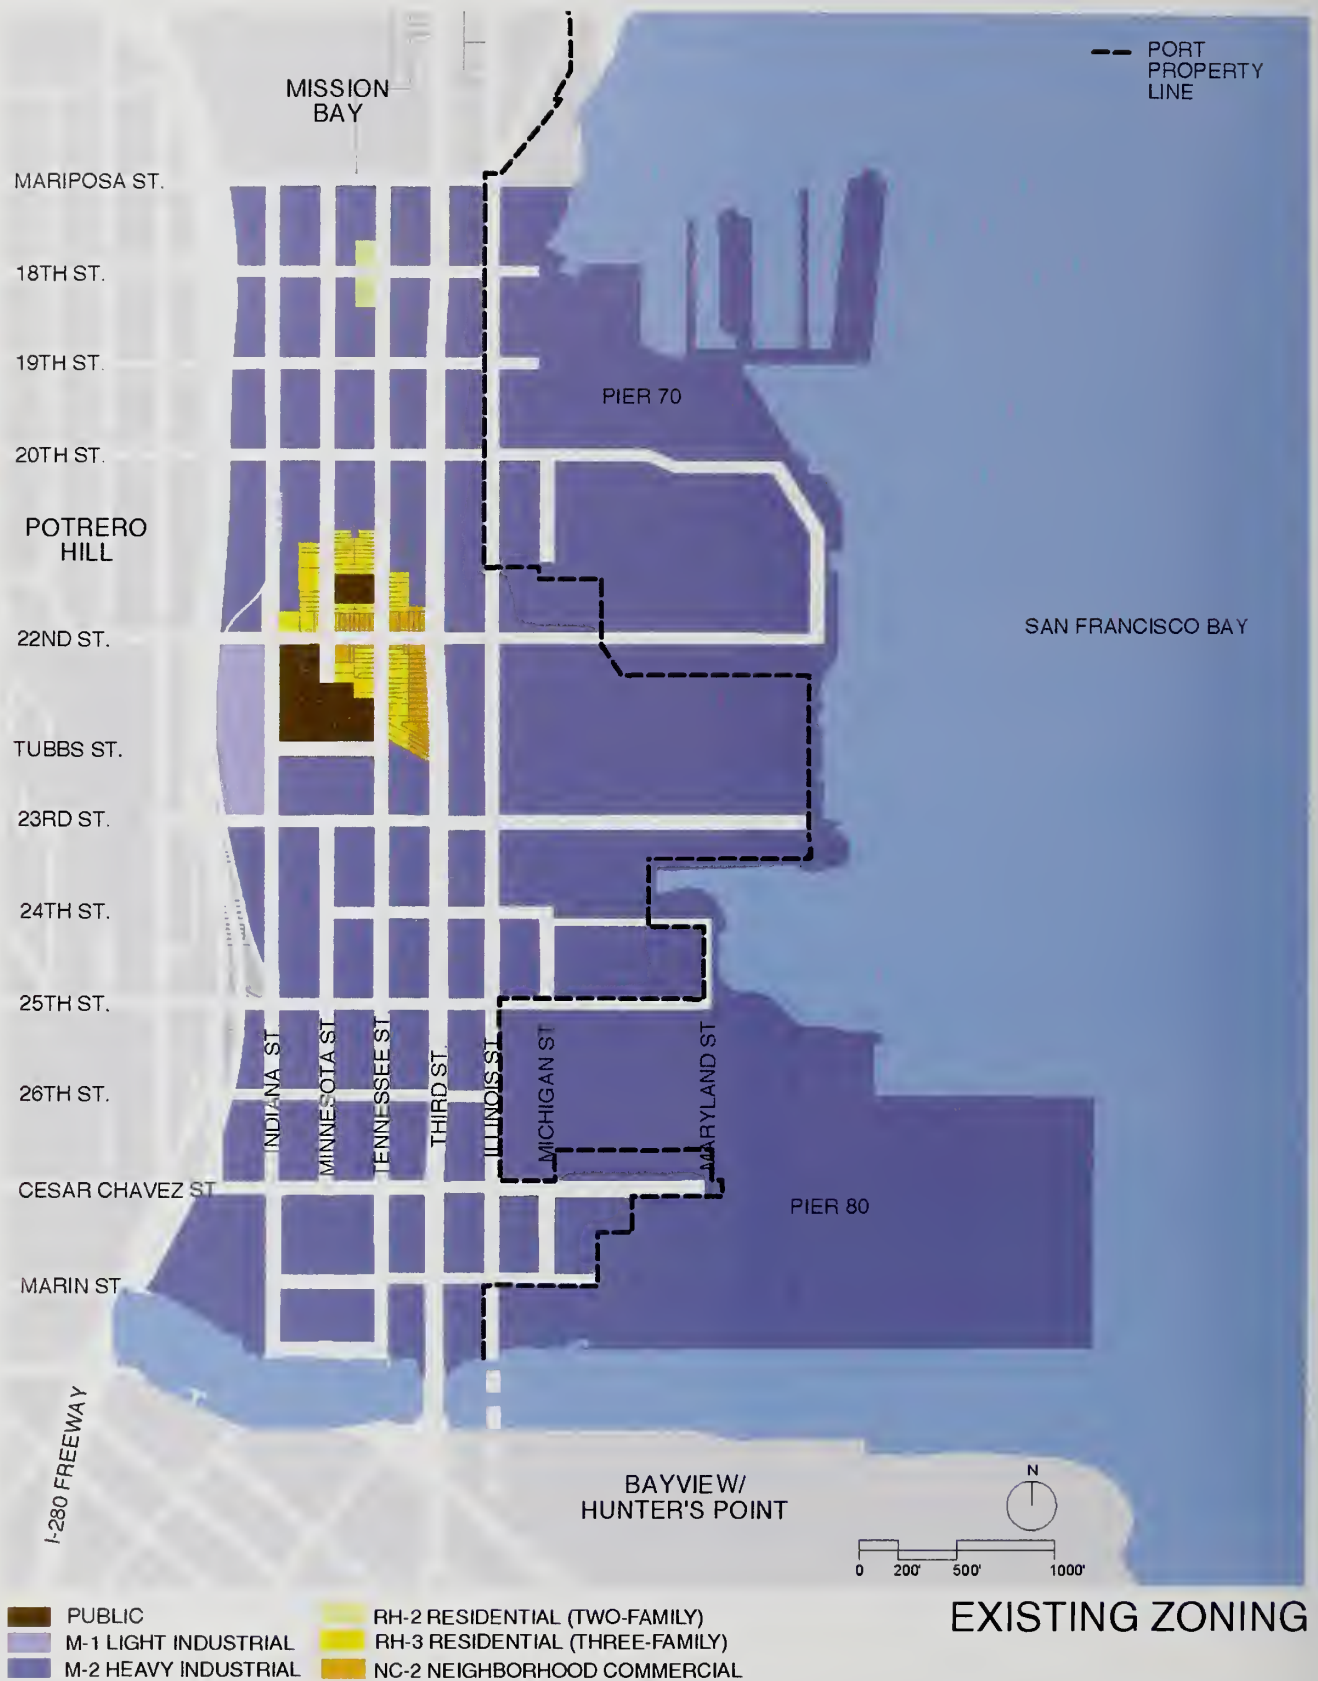 PORT
PROPERTY
LINE
MISSION
BAY
MARIPOSA ST.
18TH ST.
19TH ST.
PIER 70
20TH ST.
POTRERO
HILL
22ND ST.
SAN FRANCISCO BAY
TUBBS ST.
23RD ST.
24TH ST.
25TH ST.
INDIANA ST.
MINNESOTA ST.
TENNESSEE ST.
THIRD ST.
ILLINOIS ST.
MICHIGAN ST
MARYLAND ST
26TH ST.
CESAR CHAVEZ ST
PIER 80
MARIN ST.
I-280 FREEWAY
BAYVIEW/
HUNTER'S POINT
N
0 200' 500' 1000'
EXISTING ZONING
PUBLIC
M-1 LIGHT INDUSTRIAL
M-2 HEAVY INDUSTRIAL
RH-2 RESIDENTIAL (TWO-FAMILY)
RH-3 RESIDENTIAL (THREE-FAMILY)
NC-2 NEIGHBORHOOD COMMERCIAL